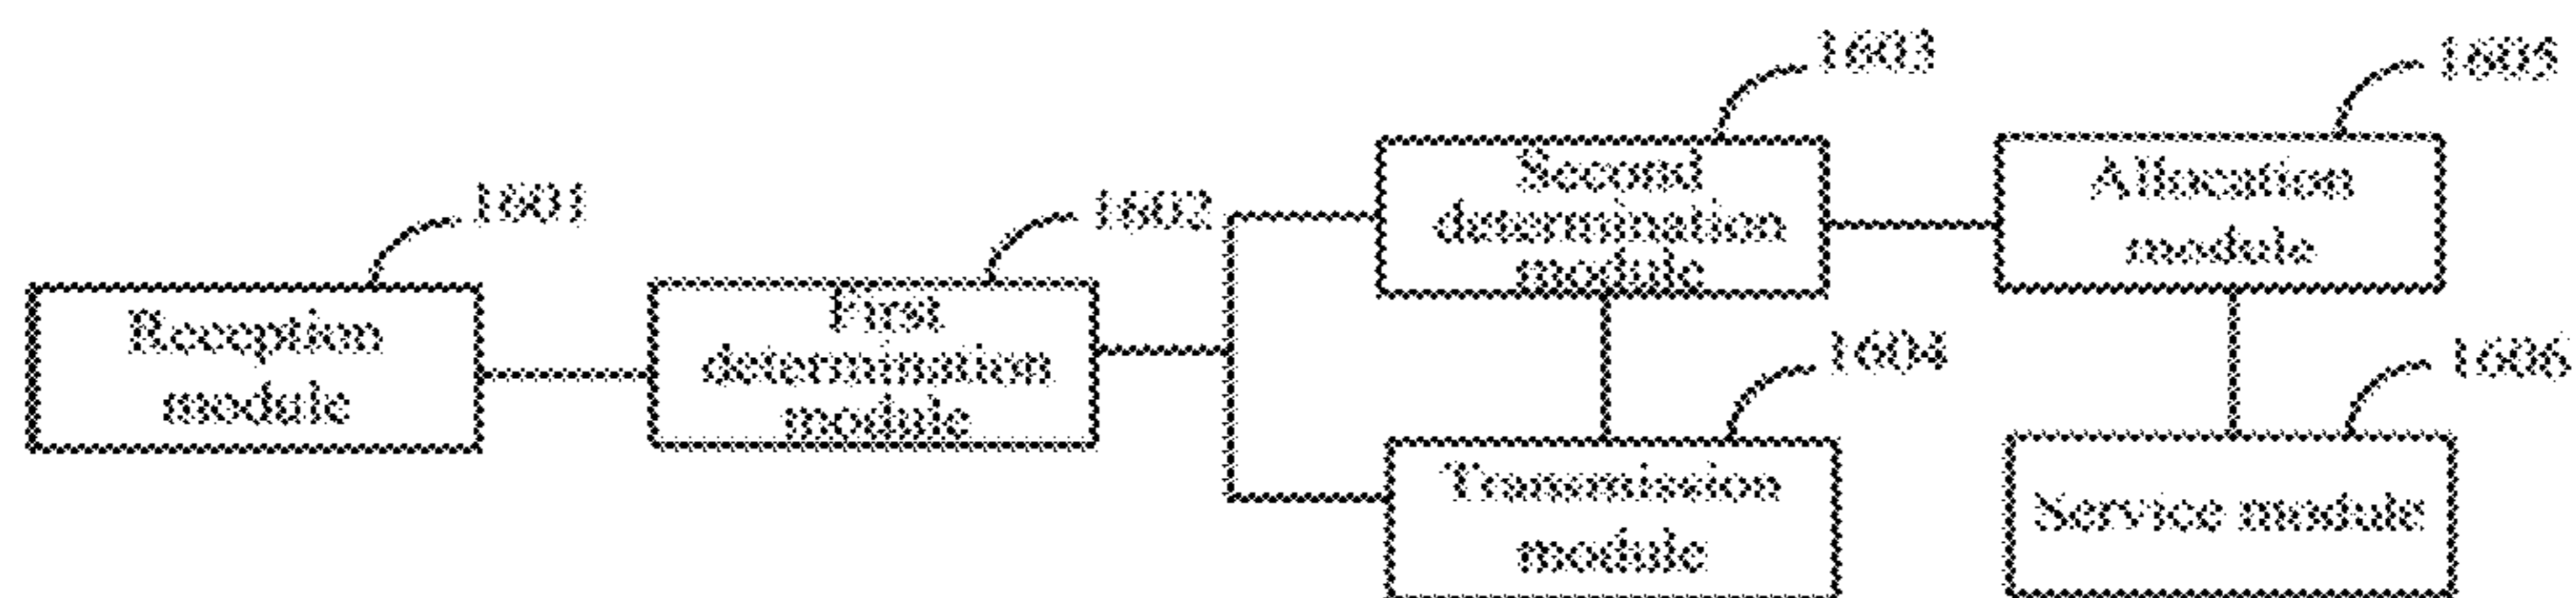 1603
1605
1601
1602
Second
determination
module
Allocation
module
Reception
module
First
determination
module
1604
1606
Transmission
module
Service module